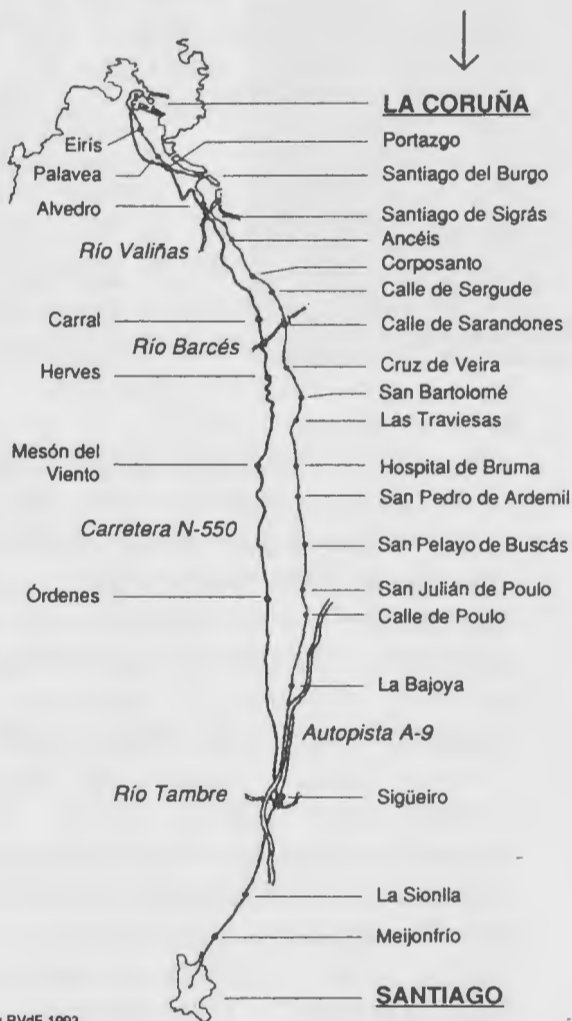 LA CORUÑA
Portazgo
Eirís
Palavea
Santiago del Burgo
Alvedro
Santiago de Sigrás
Ancéis
Río Valiñas
Corposanto
Calle de Sergude
Carral
Calle de Sarandones
Río Barcés
Cruz de Veira
Herves
San Bartolomé
Las Traviesas
Mesón del
Viento
Hospital de Bruma
San Pedro de Ardemil
Carretera N-550
San Pelayo de Buscás
Órdenes
San Julián de Poulo
Calle de Poulo
La Bajoya
Autopista A-9
Río Tambre
Sigüeiro
La Sionlla
Meijonfrío
SANTIAGO
1992